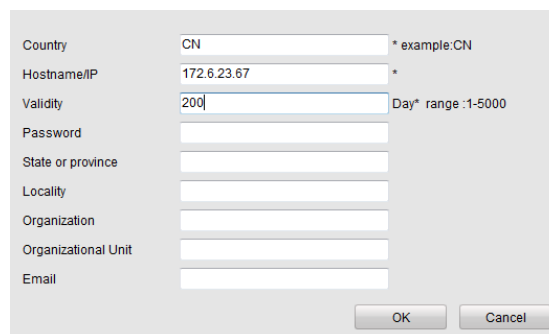 Country CN * example:CN
Hostname/IP 172.6.23.67 *
Validity 200 Day* range :1-5000
Password
State or province
Locality
Organization
Organizational Unit
Email
OK Cancel